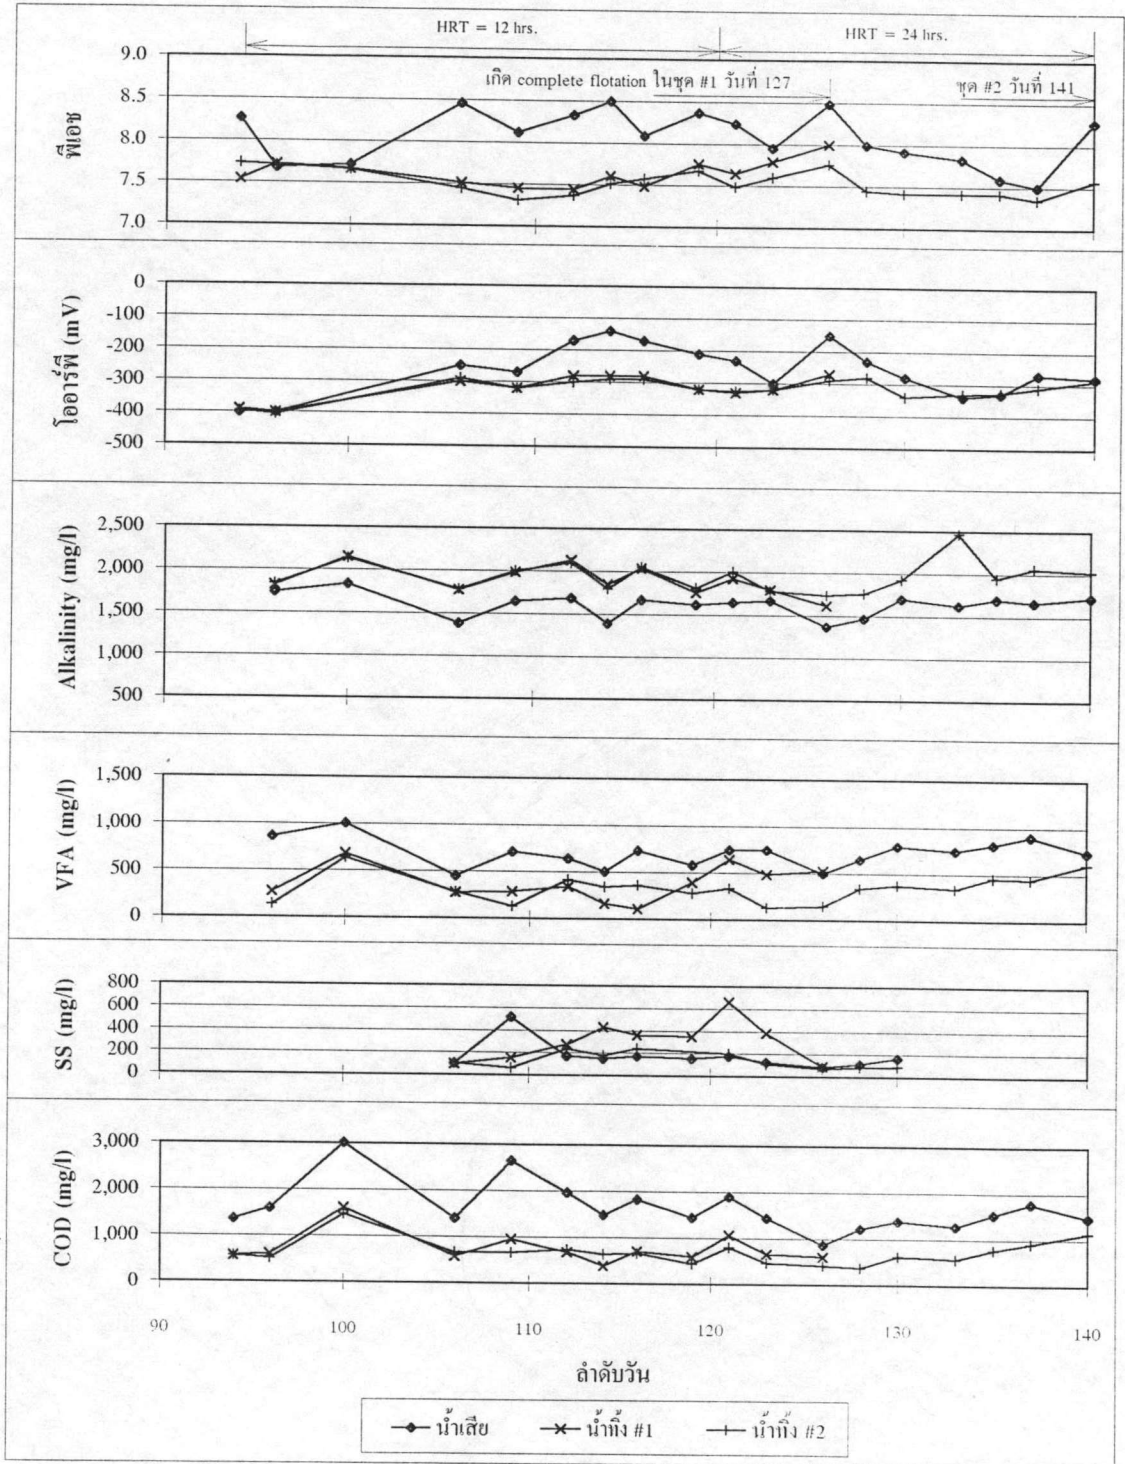 HRT = 12 hrs.
HRT = 24 hrs.
เกิด complete flotation ในชุด #1 วันที่ 127
ชุด #2 วันที่ 141
พีเอช
9.0
8.5
8.0
7.5
7.0
โออาร์พี (mV)
0
-100
-200
-300
-400
-500
Alkalinity (mg/l)
2,500
2,000
1,500
1,000
500
VFA (mg/l)
1,500
1,000
500
0
SS (mg/l)
800
600
400
200
0
COD (mg/l)
3,000
2,000
1,000
0
90 100 110 120 130 140
ลำดับวัน
น้ำเสีย น้ำทิ้ง #1 น้ำทิ้ง #2